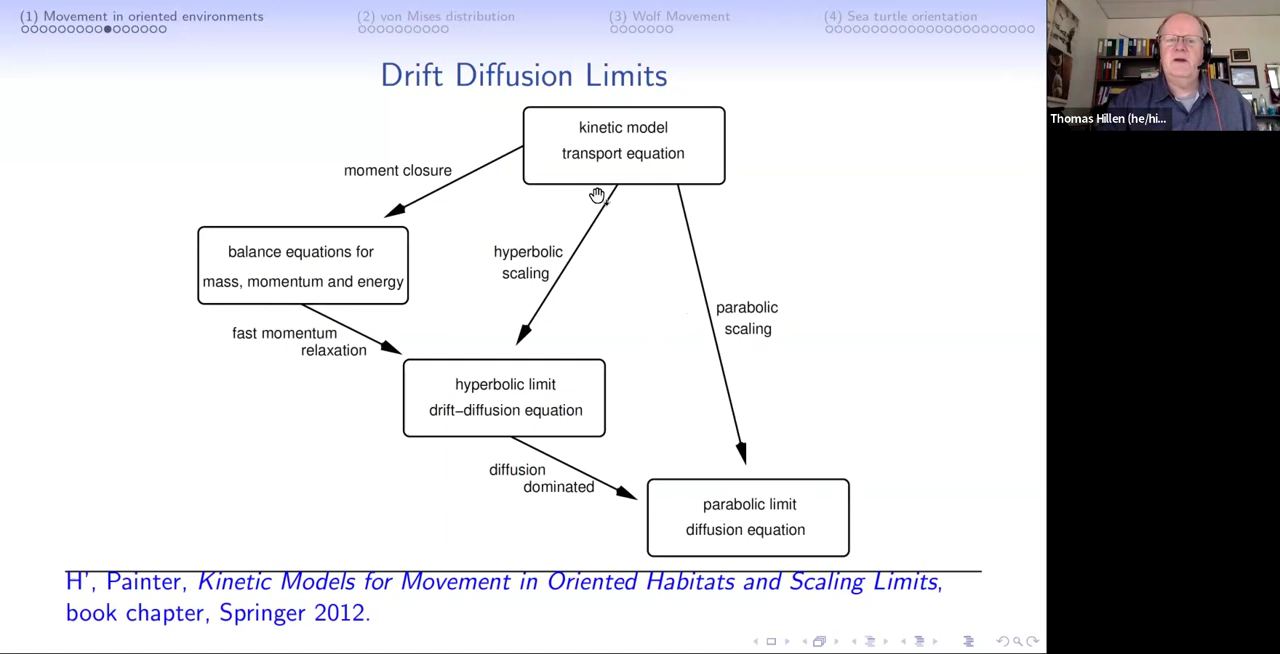 (1) Movement in oriented environments
(2) von Mises distribution
(3) Wolf Movement
(4) Sea turtle orientation
Thomas Hillen (he/hi...
Drift Diffusion Limits
kinetic model
transport equation
moment closure
balance equations for
mass, momentum and energy
hyperbolic
scaling
parabolic
scaling
fast momentum
relaxation
hyperbolic limit
drift–diffusion equation
diffusion
dominated
parabolic limit
diffusion equation
H', Painter, Kinetic Models for Movement in Oriented Habitats and Scaling Limits,
book chapter, Springer 2012.